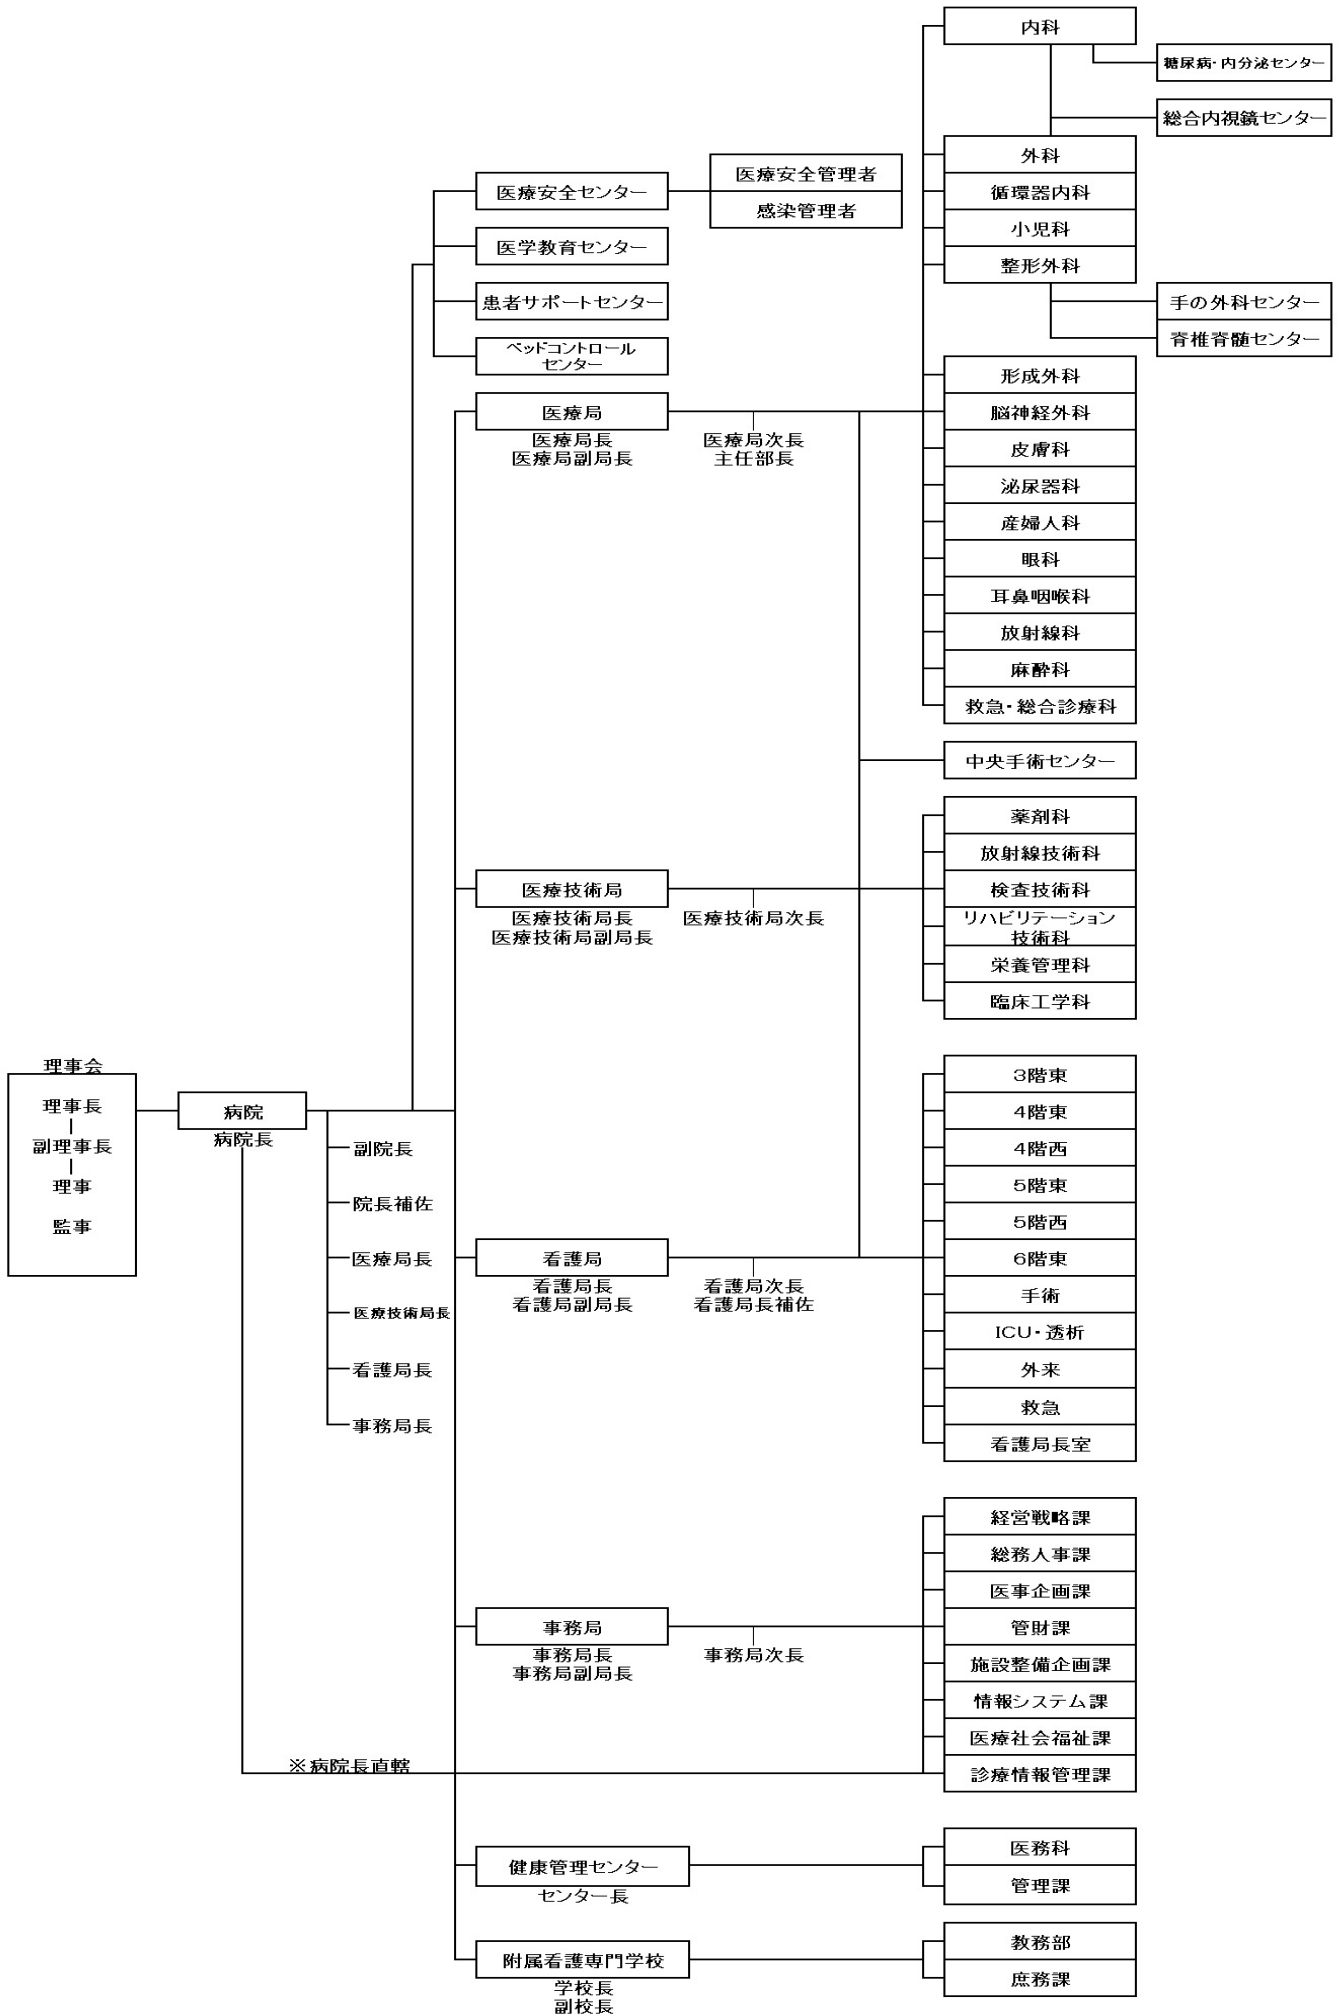 内科
糖尿病・内分泌センター
総合内視鏡センター
外科
循環器内科
小児科
整形外科
手の外科センター
脊椎脊髄センター
医療安全センター
医療安全管理者
感染管理者
医学教育センター
患者サポートセンター
ベッドコントロール
センター
医療局
医療局長
医療局副局長
医療局次長
主任部長
形成外科
脳神経外科
皮膚科
泌尿器科
産婦人科
眼科
耳鼻咽喉科
放射線科
麻酔科
救急・総合診療科
中央手術センター
医療技術局
医療技術局長
医療技術局副局長
医療技術局次長
薬剤科
放射線技術科
検査技術科
リハビリテーション
技術科
栄養管理科
臨床工学科
理事会
理事長
副理事長
理事
監事
病院
病院長
副院長
院長補佐
医療局長
医療技術局長
看護局長
事務局長
看護局
看護局長
看護局副局長
看護局次長
看護局長補佐
3階東
4階東
4階西
5階東
5階西
6階東
手術
ICU・透析
外来
救急
看護局長室
事務局
事務局長
事務局副局長
事務局次長
経営戦略課
総務人事課
医事企画課
管財課
施設整備企画課
情報システム課
医療社会福祉課
診療情報管理課
※病院長直轄
健康管理センター
センター長
医務科
管理課
附属看護専門学校
学校長
副校長
教務部
庶務課